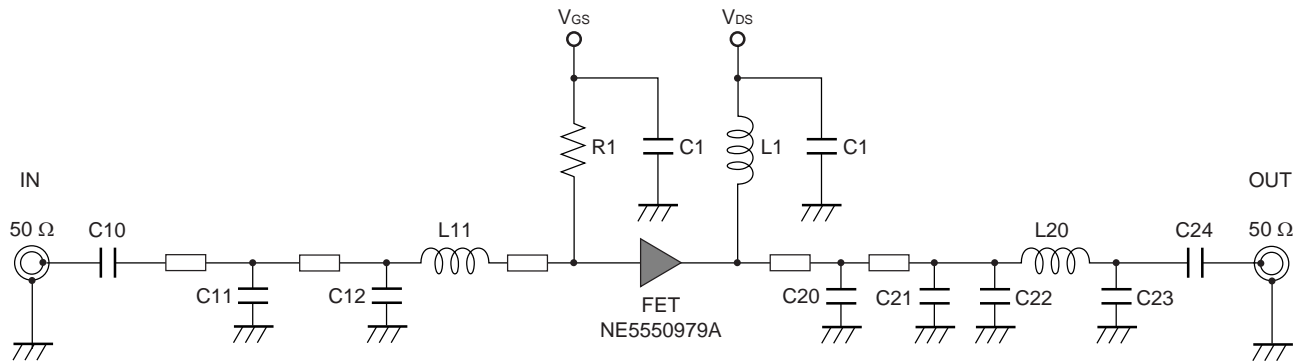 VGS
VDS
R1
C1
L1
C1
IN
OUT
50 Ω
C10
L11
L20
C24
50 Ω
C11
C12
FET
NE5550979A
C20
C21
C22
C23